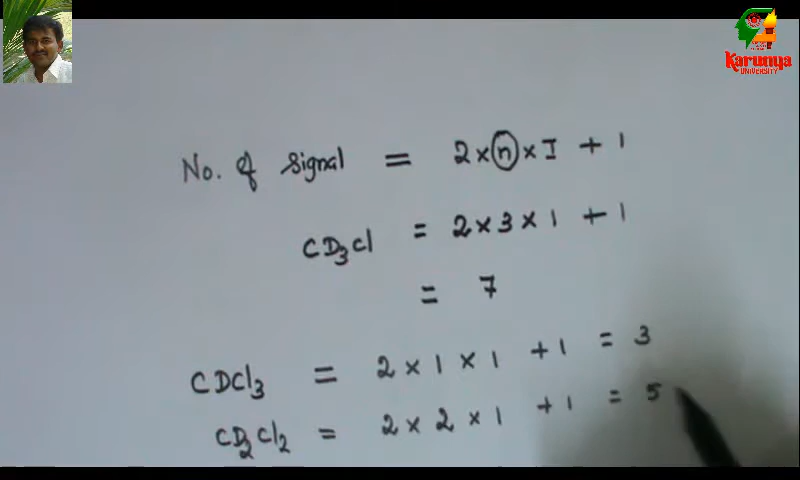 Karunya
UNIVERSITY
No. of Signal = 2 × n × I + 1
CD₃Cl = 2 × 3 × 1 + 1
= 7
CDCl₃ = 2 × 1 × 1 + 1 = 3
CD₂Cl₂ = 2 × 2 × 1 + 1 = 5